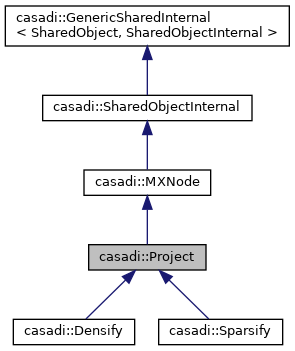 casadi::GenericSharedInternal
< SharedObject, SharedObjectInternal >
casadi::SharedObjectInternal
casadi::MXNode
casadi::Project
casadi::Densify
casadi::Sparsify